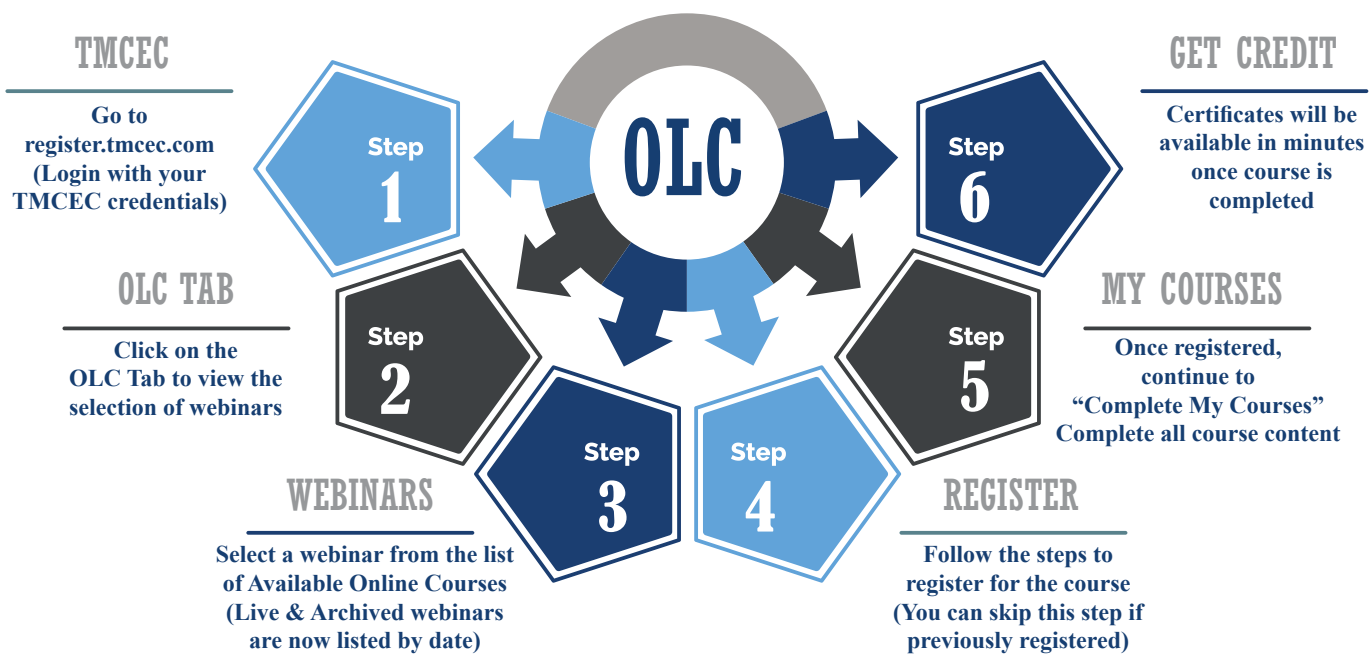 OLC
TMCEC
Go to
register.tmcec.com
(Login with your
TMCEC credentials)
Step
1
OLC TAB
Click on the
OLC Tab to view the
selection of webinars
Step
2
WEBINARS
Select a webinar from the list
of Available Online Courses
(Live & Archived webinars
are now listed by date)
Step
3
REGISTER
Follow the steps to
register for the course
(You can skip this step if
previously registered)
Step
4
MY COURSES
Once registered,
continue to
“Complete My Courses”
Complete all course content
Step
5
GET CREDIT
Certificates will be
available in minutes
once course is
completed
Step
6